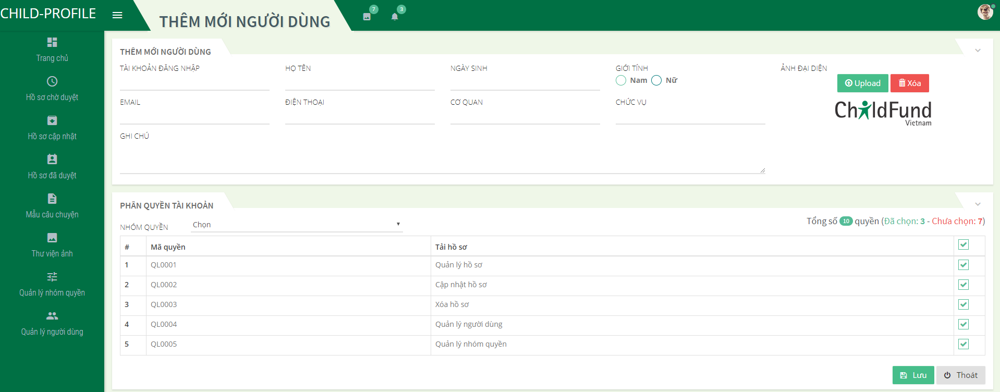 CHILD-PROFILE
THÊM MỚI NGƯỜI DÙNG
7
3
Trang chủ
Hồ sơ chờ duyệt
Hồ sơ cập nhật
Hồ sơ đã duyệt
Mẫu câu chuyện
Thư viện ảnh
Quản lý nhóm quyền
Quản lý người dùng
THÊM MỚI NGƯỜI DÙNG
TÀI KHOẢN ĐĂNG NHẬP
HỌ TÊN
NGÀY SINH
GIỚI TÍNH
Nam Nữ
ẢNH ĐẠI DIỆN
Upload Xóa
ChildFund
Vietnam
EMAIL
ĐIỆN THOẠI
CƠ QUAN
CHỨC VỤ
GHI CHÚ
PHÂN QUYỀN TÀI KHOẢN
NHÓM QUYỀN Chọn
Tổng số 10 quyền (Đã chọn: 3 - Chưa chọn: 7)
# Mã quyền Tải hồ sơ
1 QL0001 Quản lý hồ sơ
2 QL0002 Cập nhật hồ sơ
3 QL0003 Xóa hồ sơ
4 QL0004 Quản lý người dùng
5 QL0005 Quản lý nhóm quyền
Lưu Thoát